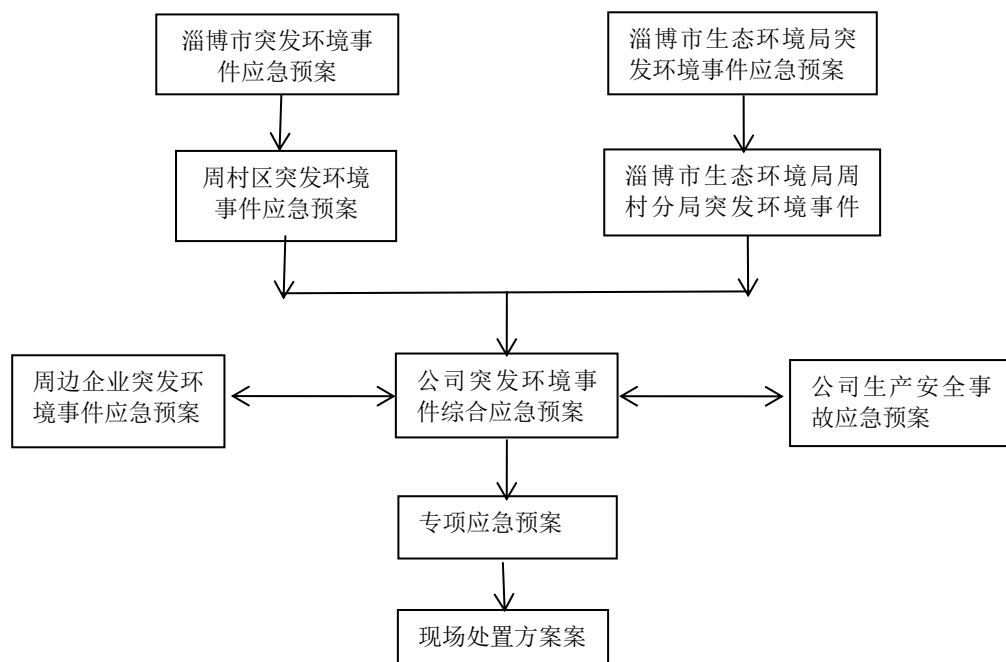 淄博市突发环境事
件应急预案
淄博市生态环境局突
发环境事件应急预案
周村区突发环境
事件应急预案
淄博市生态环境局周
村分局突发环境事件
周边企业突发环
境事件应急预案
公司突发环境事
件综合应急预案
公司生产安全事
故应急预案
专项应急预案
现场处置方案案